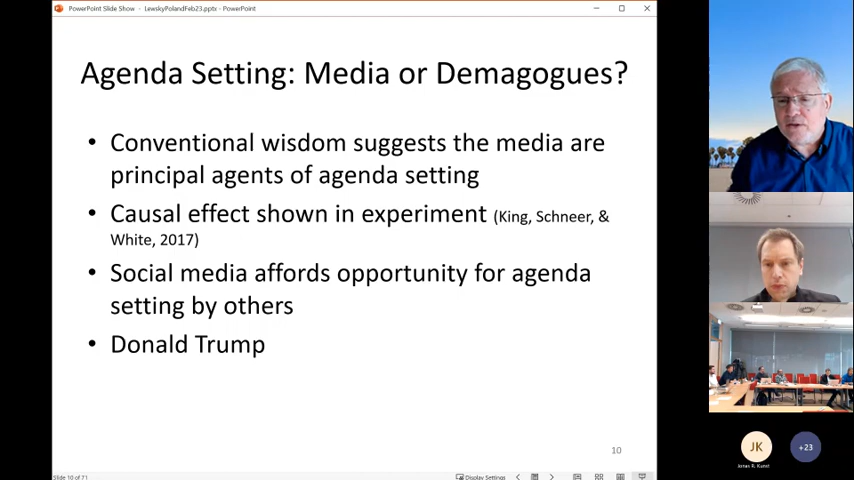 PowerPoint Slide Show - LewskyPolandFeb23.pptx - PowerPoint
Agenda Setting: Media or Demagogues?
• Conventional wisdom suggests the media are
principal agents of agenda setting
• Causal effect shown in experiment (King, Schneer, &
White, 2017)
• Social media affords opportunity for agenda
setting by others
• Donald Trump
10
Slide 10 of 71
Display Settings
JK
+23
Jonas R. Kunst